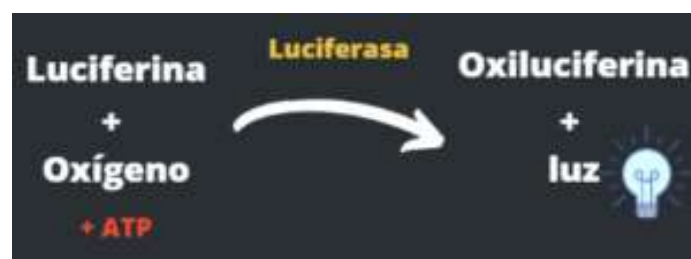 Luciferina
+
Oxígeno
+ ATP
Luciferasa
Oxiluciferina
+
luz